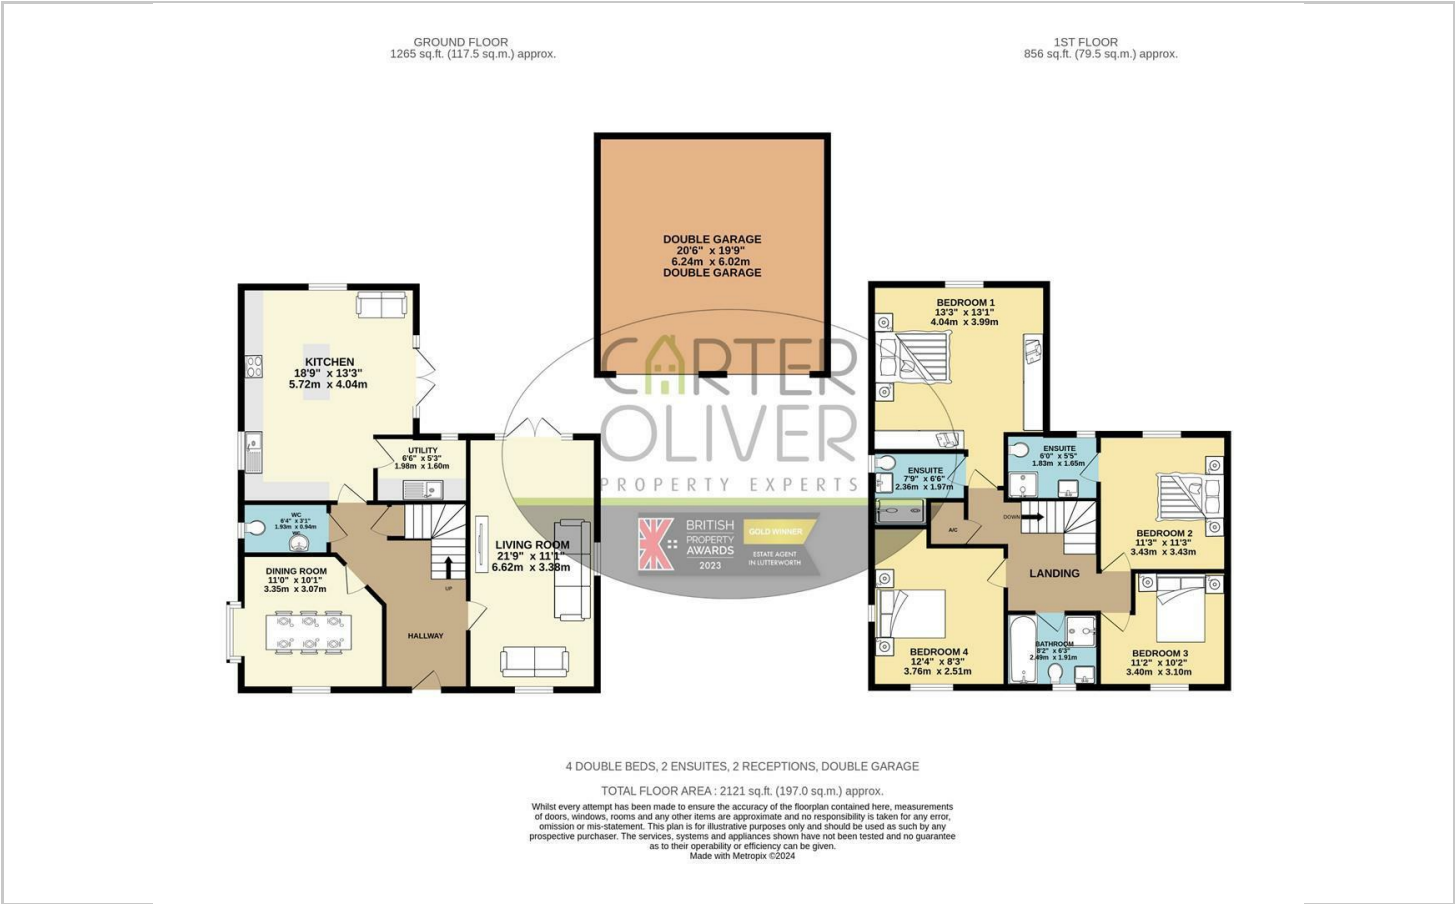 GROUND FLOOR
1265 sq.ft. (117.5 sq.m.) approx.
1ST FLOOR
856 sq.ft. (79.5 sq.m.) approx.
DOUBLE GARAGE
20'6" x 19'9"
6.24m x 6.02m
DOUBLE GARAGE
KITCHEN
18'9" x 13'3"
5.72m x 4.04m
UTILITY
6'6" x 5'3"
1.98m x 1.60m
WC
6'4" x 3'1"
1.93m x 0.94m
WC
DINING ROOM
11'0" x 10'1"
3.35m x 3.07m
UP
HALLWAY
LIVING ROOM
21'9" x 11'1"
6.62m x 3.38m
CARTER
OLIVER
PROPERTY EXPERTS
BRITISH
PROPERTY
AWARDS
2023
GOLD WINNER
ESTATE AGENT
IN LUTTERWORTH
BEDROOM 1
13'3" x 13'1"
4.04m x 3.99m
ENSUITE
7'9" x 6'6"
2.36m x 1.97m
ENSUITE
6'0" x 5'5"
1.83m x 1.65m
A/C
DOWN
LANDING
BEDROOM 2
11'3" x 11'3"
3.43m x 3.43m
BEDROOM 4
12'4" x 8'3"
3.76m x 2.51m
BATHROOM
8'2" x 6'3"
2.49m x 1.91m
BEDROOM 3
11'2" x 10'2"
3.40m x 3.10m
4 DOUBLE BEDS, 2 ENSUITES, 2 RECEPTIONS, DOUBLE GARAGE
TOTAL FLOOR AREA : 2121 sq.ft. (197.0 sq.m.) approx.
Whilst every attempt has been made to ensure the accuracy of the floorplan contained here, measurements
of doors, windows, rooms and any other items are approximate and no responsibility is taken for any error,
omission or mis-statement. This plan is for illustrative purposes only and should be used as such by any
prospective purchaser. The services, systems and appliances shown have not been tested and no guarantee
as to their operability or efficiency can be given.
Made with Metropix ©2024